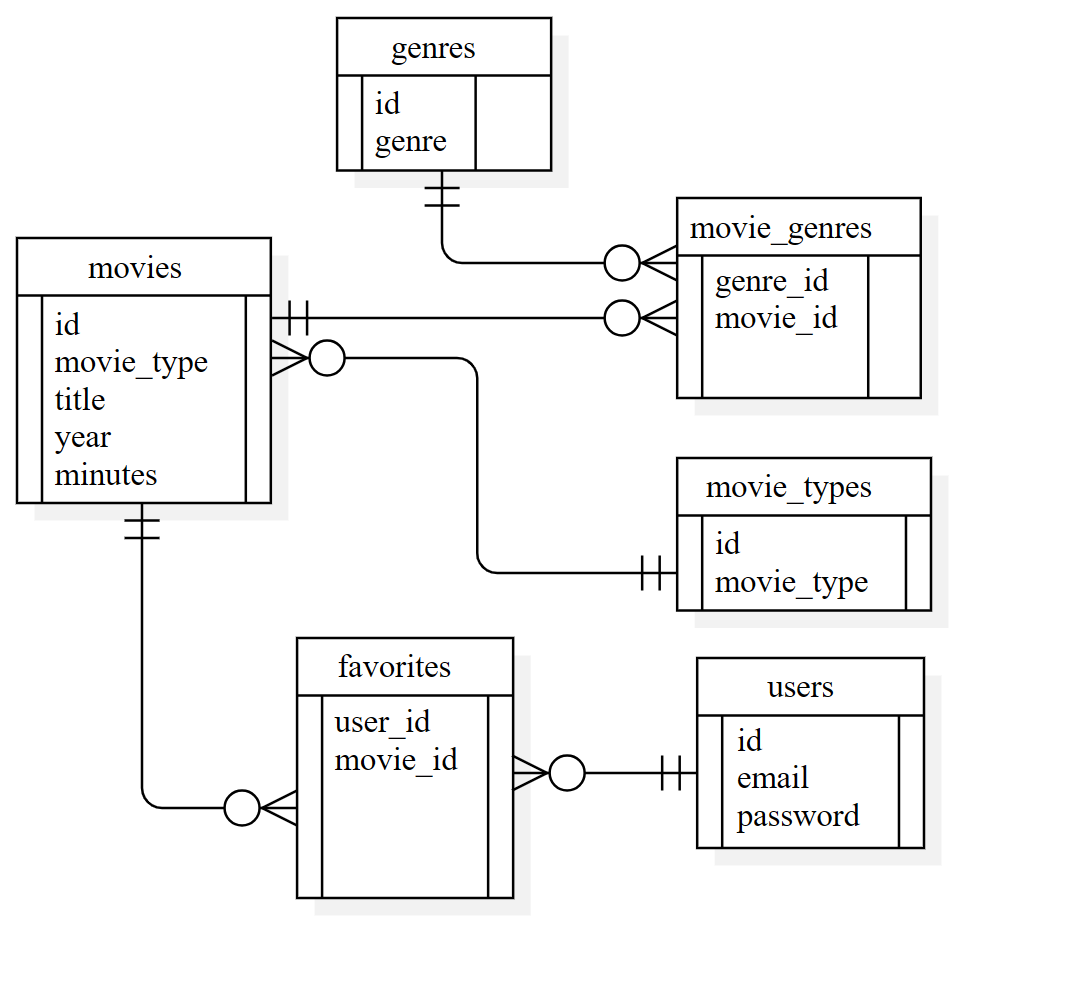 genres
id
genre
movie_genres
genre_id
movie_id
movies
id
movie_type
title
year
minutes
movie_types
id
movie_type
favorites
user_id
movie_id
users
id
email
password